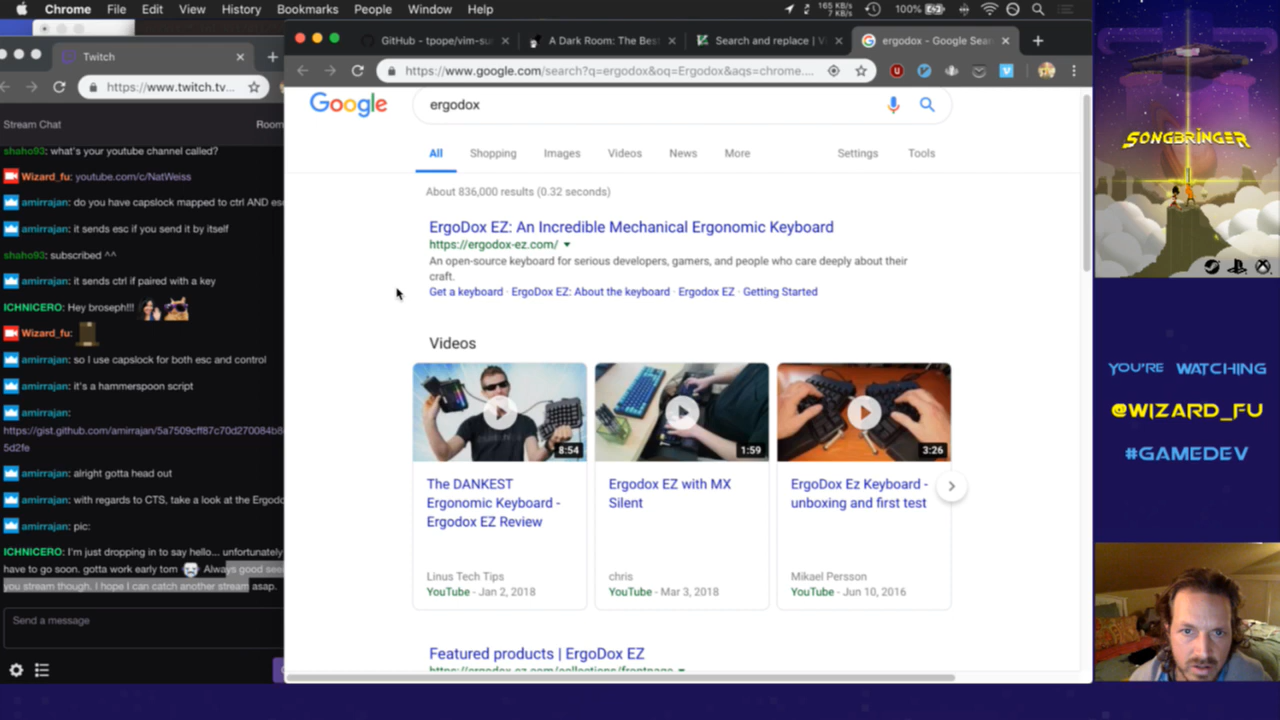 Chrome File Edit View History Bookmarks People Window Help
165 KB/s
7 KB/s
100%
Twitch
https://www.twitch.tv...
Stream Chat
Room
shaho93: what's your youtube channel called?
Wizard_fu: youtube.com/c/NatWeiss
amirrajan: do you have capslock mapped to ctrl AND es
amirrajan: it sends esc if you send it by itself
shaho93: subscribed ^^
amirrajan: it sends ctrl if paired with a key
ICHNICERO: Hey broseph!!!
Wizard_fu:
amirrajan: so I use capslock for both esc and control
amirrajan: it's a hammerspoon script
amirrajan:
https://gist.github.com/amirrajan/5a7509cff87c70d270084b8
5d2fe
amirrajan: alright gotta head out
amirrajan: with regards to CTS, take a look at the Ergodo
amirrajan: pic:
ICHNICERO: I'm just dropping in to say hello... unfortunately
have to go soon. gotta work early tom Always good see
you stream though. I hope I can catch another stream asap.
Send a message
GitHub - tpope/vim-su
A Dark Room: The Bes
Search and replace | Vi
ergodox - Google Sea
https://www.google.com/search?q=ergodox&oq=Ergodox&aqs=chrome....
Google
ergodox
All Shopping Images Videos News More Settings Tools
About 836,000 results (0.32 seconds)
ErgoDox EZ: An Incredible Mechanical Ergonomic Keyboard
https://ergodox-ez.com/
An open-source keyboard for serious developers, gamers, and people who care deeply about their
craft.
Get a keyboard · ErgoDox EZ: About the keyboard · Ergodox EZ · Getting Started
Videos
8:54
1:59
3:26
The DANKEST
Ergonomic Keyboard -
Ergodox EZ Review
Linus Tech Tips
YouTube - Jan 2, 2018
Ergodox EZ with MX
Silent
chris
YouTube - Mar 3, 2018
ErgoDox Ez Keyboard -
unboxing and first test
Mikael Persson
YouTube - Jun 10, 2016
Featured products | ErgoDox EZ
https://ergodox-ez.com/collections/frontpage
SONGBRINGER
YOU'RE WATCHING
@WIZARD_FU
#GAMEDEV